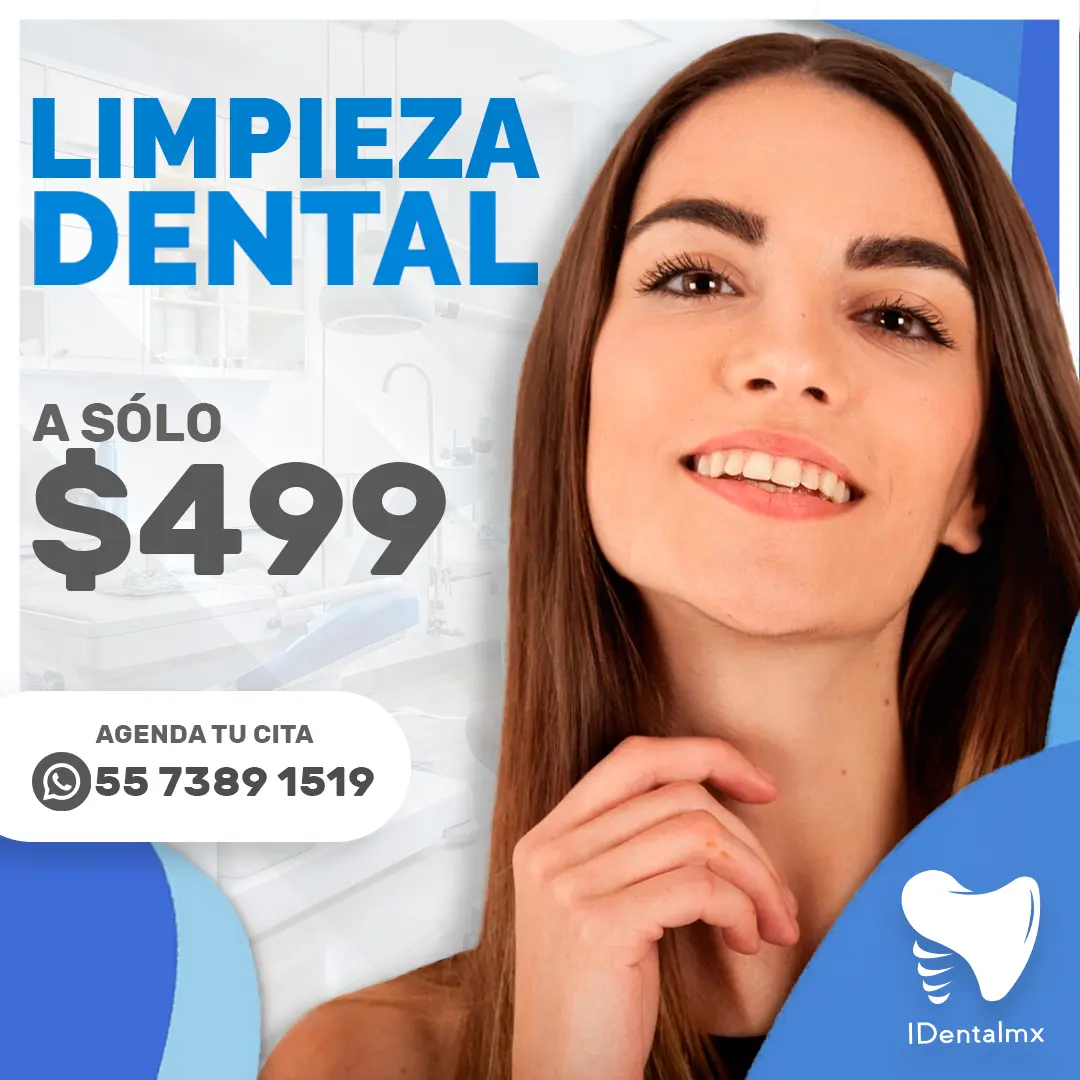 LIMPIEZA
DENTAL
A SÓLO
$499
AGENDA TU CITA
55 7389 1519
IDentalmx